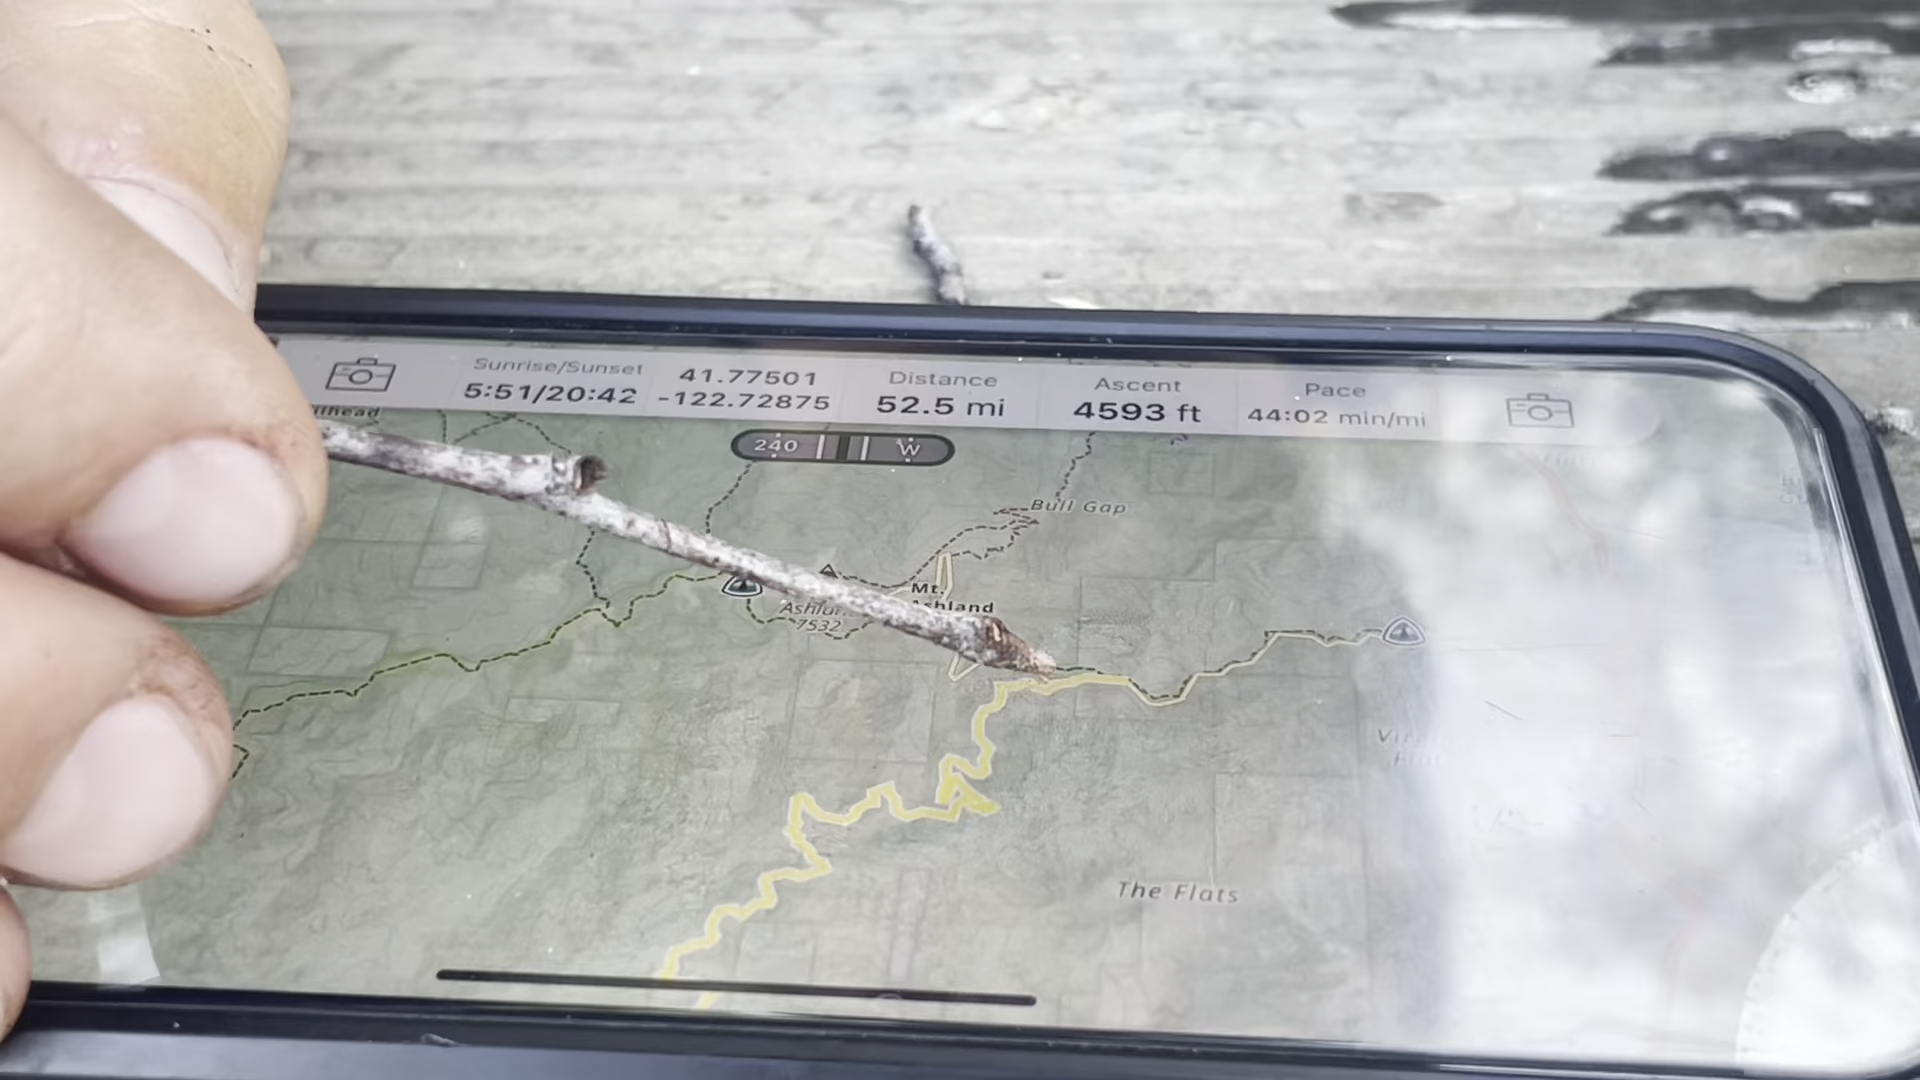 Sunrise/Sunset
5:51/20:42
41.77501
-122.72875
Distance
52.5 mi
Ascent
4593 ft
Pace
44:02 min/mi
240
W
Bull Gap
Mt.
7532
The Flats